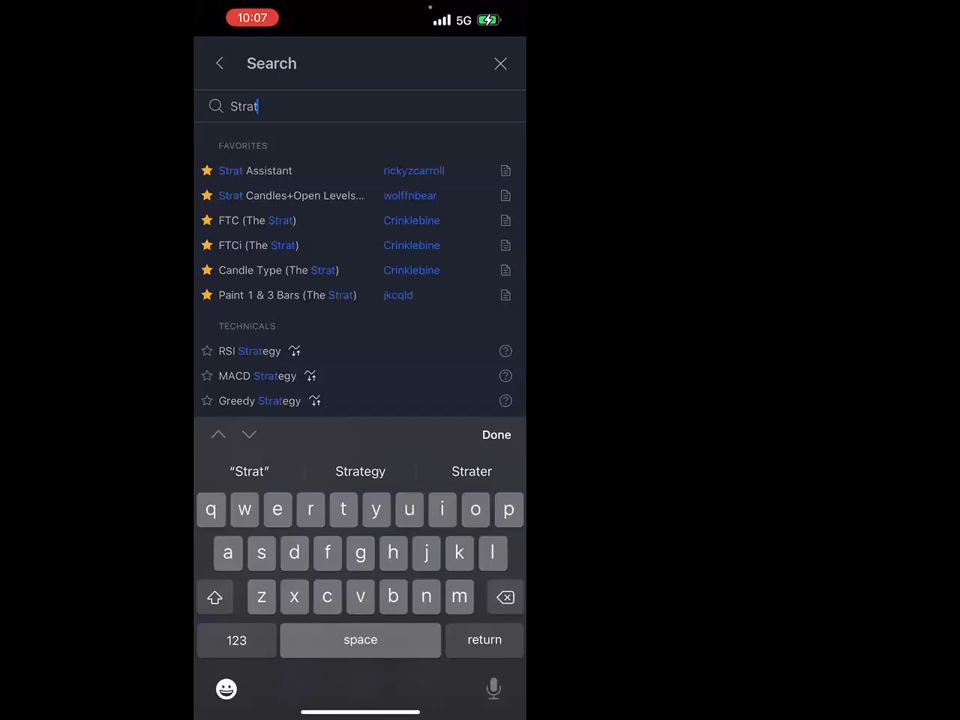 10:07
5G
Search
Strat
FAVORITES
Strat Assistant rickyzcarroll
Strat Candles+Open Levels... wolffnbear
FTC (The Strat) Crinklebine
FTCi (The Strat) Crinklebine
Candle Type (The Strat) Crinklebine
Paint 1 & 3 Bars (The Strat) jkcqld
TECHNICALS
RSI Strategy
MACD Strategy
Greedy Strategy
Done
“Strat” Strategy Strater
q w e r t y u i o p
a s d f g h j k l
z x c v b n m
123 space return